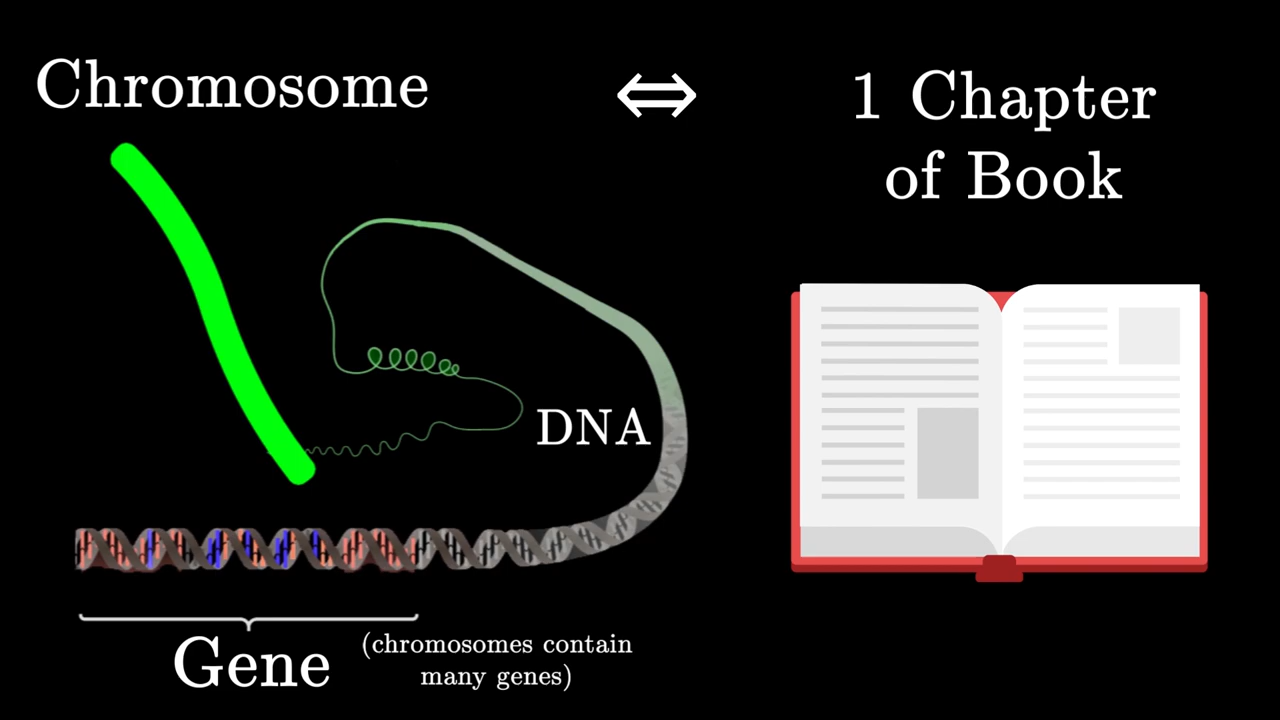 Chromosome
⇔
1 Chapter
of Book
DNA
Gene
(chromosomes contain
many genes)